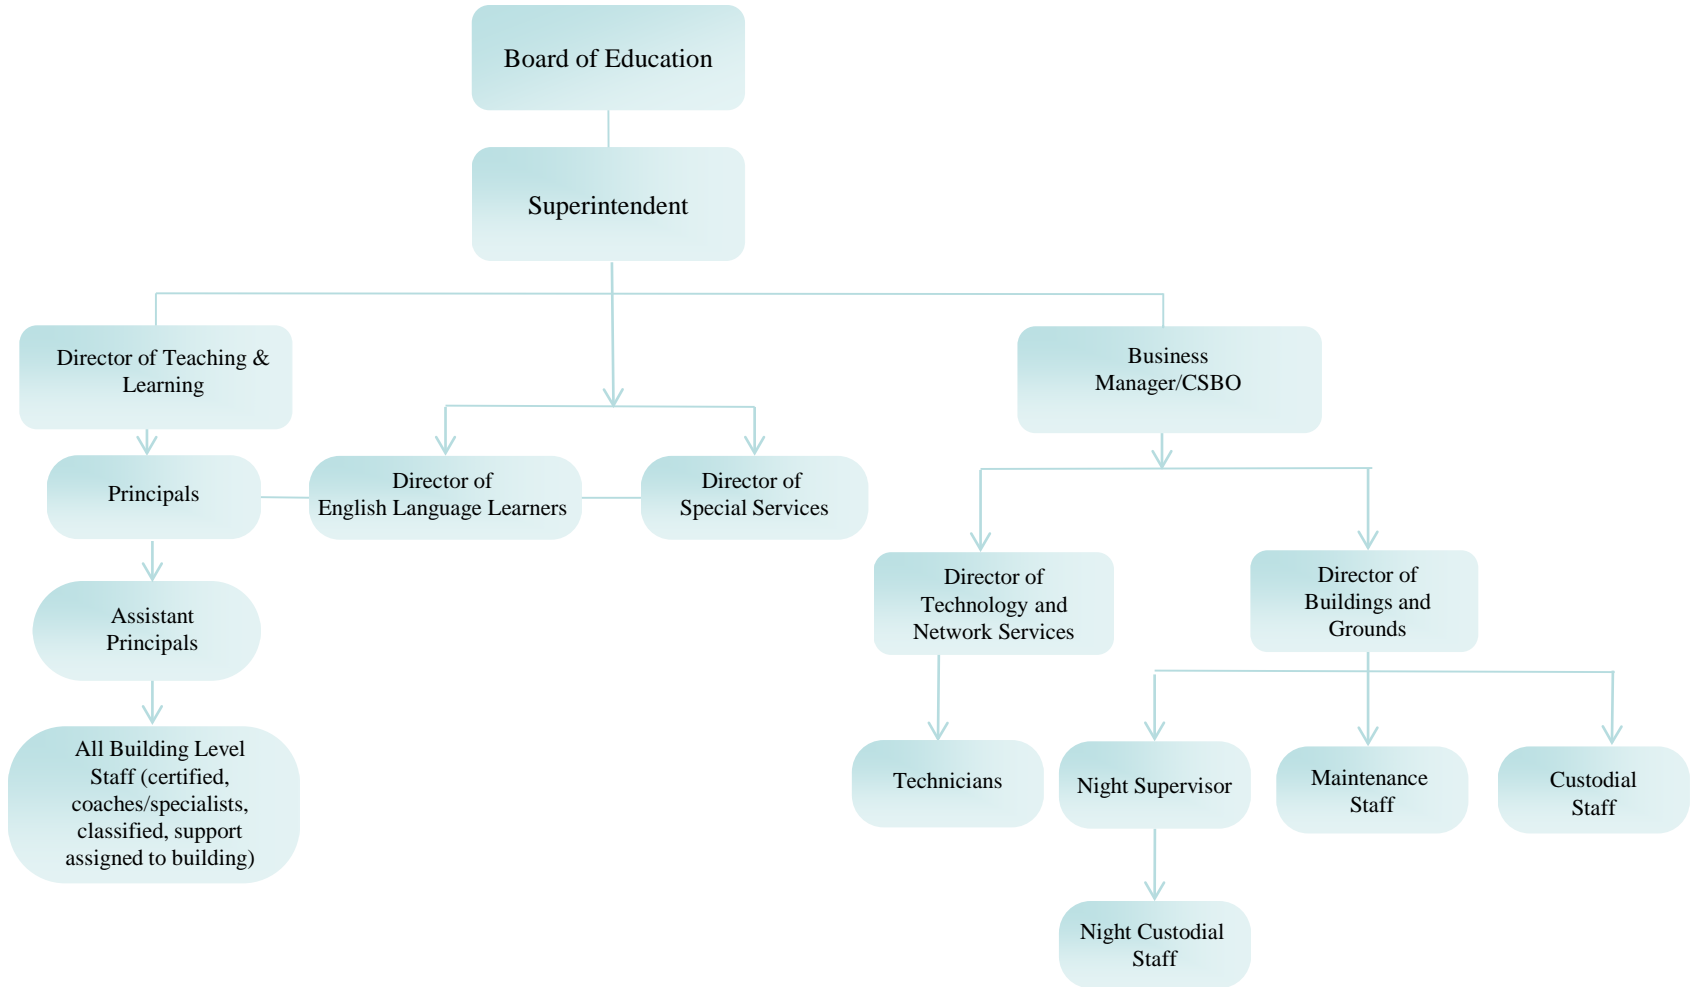 Board of Education
Superintendent
Director of Teaching &
Learning
Business
Manager/CSBO
Principals
Director of
English Language Learners
Director of
Special Services
Assistant
Principals
Director of
Technology and
Network Services
Director of
Buildings and
Grounds
All Building Level
Staff (certified,
coaches/specialists,
classified, support
assigned to building)
Technicians
Night Supervisor
Maintenance
Staff
Custodial
Staff
Night Custodial
Staff